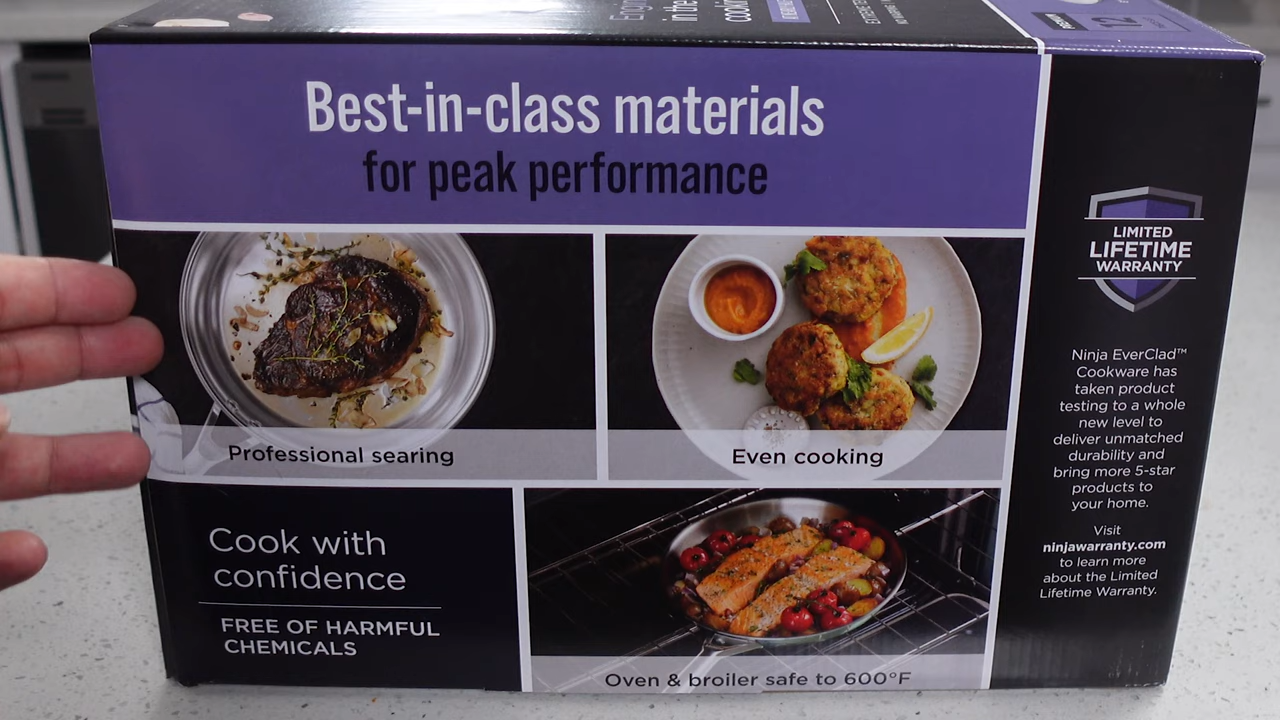 in the
12
Best-in-class materials
for peak performance
Professional searing
Even cooking
Cook with
confidence
FREE OF HARMFUL
CHEMICALS
Oven & broiler safe to 600°F
LIMITED
LIFETIME
WARRANTY
Ninja EverClad™
Cookware has
taken product
testing to a whole
new level to
deliver unmatched
durability and
bring more 5-star
products to
your home.
Visit
ninjawarranty.com
to learn more
about the Limited
Lifetime Warranty.